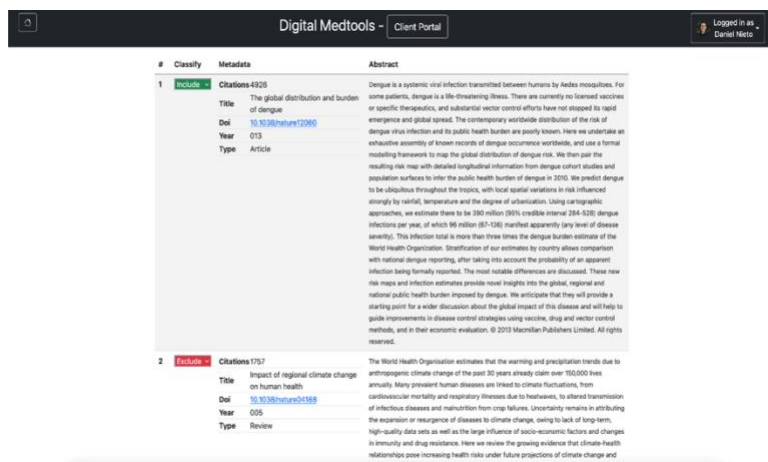 Digital Medtools - Client Portal
Logged in as
Daniel Nieto
# Classify Metadata Abstract
1 Include
Citations 4926
Title The global distribution and burden
of dengue
Doi 10.1038/nature12060
Year 013
Type Article
Dengue is a systemic viral infection transmitted between humans by Aedes mosquitoes. For
some patients, dengue is a life-threatening illness. There are currently no licensed vaccines
or specific therapeutics, and substantial vector control efforts have not stopped its rapid
emergence and global spread. The contemporary worldwide distribution of the risk of
dengue virus infection and its public health burden are poorly known. Here we undertake an
exhaustive assembly of known records of dengue occurrence worldwide, and use a formal
modelling framework to map the global distribution of dengue risk. We then pair the
resulting risk map with detailed longitudinal information from dengue cohort studies and
population surfaces to infer the public health burden of dengue in 2010. We predict dengue
to be ubiquitous throughout the tropics, with local spatial variations in risk influenced
strongly by rainfall, temperature and the degree of urbanization. Using cartographic
approaches, we estimate there to be 390 million (95% credible interval 284-528) dengue
infections per year, of which 96 million (67-136) manifest apparently (any level of disease
severity). This infection total is more than three times the dengue burden estimate of the
World Health Organization. Stratification of our estimates by country allows comparison
with national dengue reporting, after taking into account the probability of an apparent
infection being formally reported. The most notable differences are discussed. These new
risk maps and infection estimates provide novel insights into the global, regional and
national public health burden imposed by dengue. We anticipate that they will provide a
starting point for a wider discussion about the global impact of this disease and will help to
guide improvements in disease control strategies using vaccine, drug and vector control
methods, and in their economic evaluation. © 2013 Macmillan Publishers Limited. All rights
reserved.
2 Exclude
Citations 1757
Title Impact of regional climate change
on human health
Doi 10.1038/nature04188
Year 005
Type Review
The World Health Organisation estimates that the warming and precipitation trends due to
anthropogenic climate change of the past 30 years already claim over 150,000 lives
annually. Many prevalent human diseases are linked to climate fluctuations, from
cardiovascular mortality and respiratory illnesses due to heatwaves, to altered transmission
of infectious diseases and malnutrition from crop failures. Uncertainty remains in attributing
the expansion or resurgence of diseases to climate change, owing to lack of long-term,
high-quality data sets as well as the large influence of socio-economic factors and changes
in immunity and drug resistance. Here we review the growing evidence that climate-health
relationships pose increasing health risks under future projections of climate change and